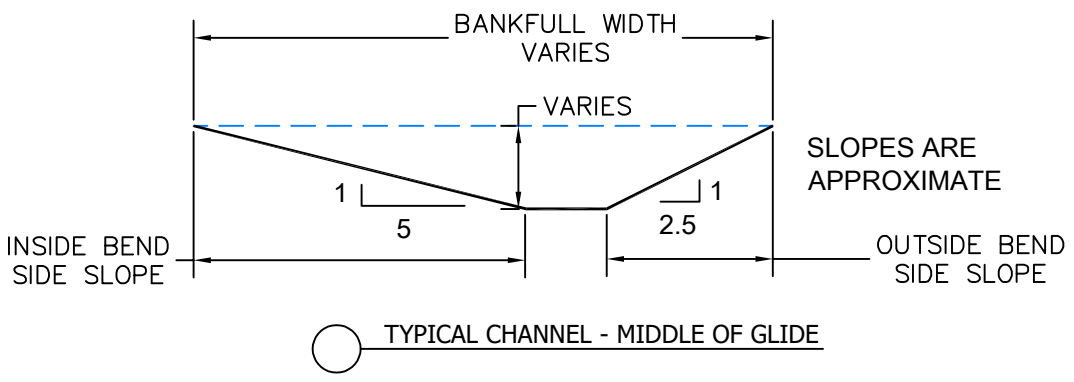 BANKFULL WIDTH
VARIES
VARIES
SLOPES ARE
APPROXIMATE
1
5
1
2.5
INSIDE BEND
SIDE SLOPE
OUTSIDE BEND
SIDE SLOPE
TYPICAL CHANNEL - MIDDLE OF GLIDE